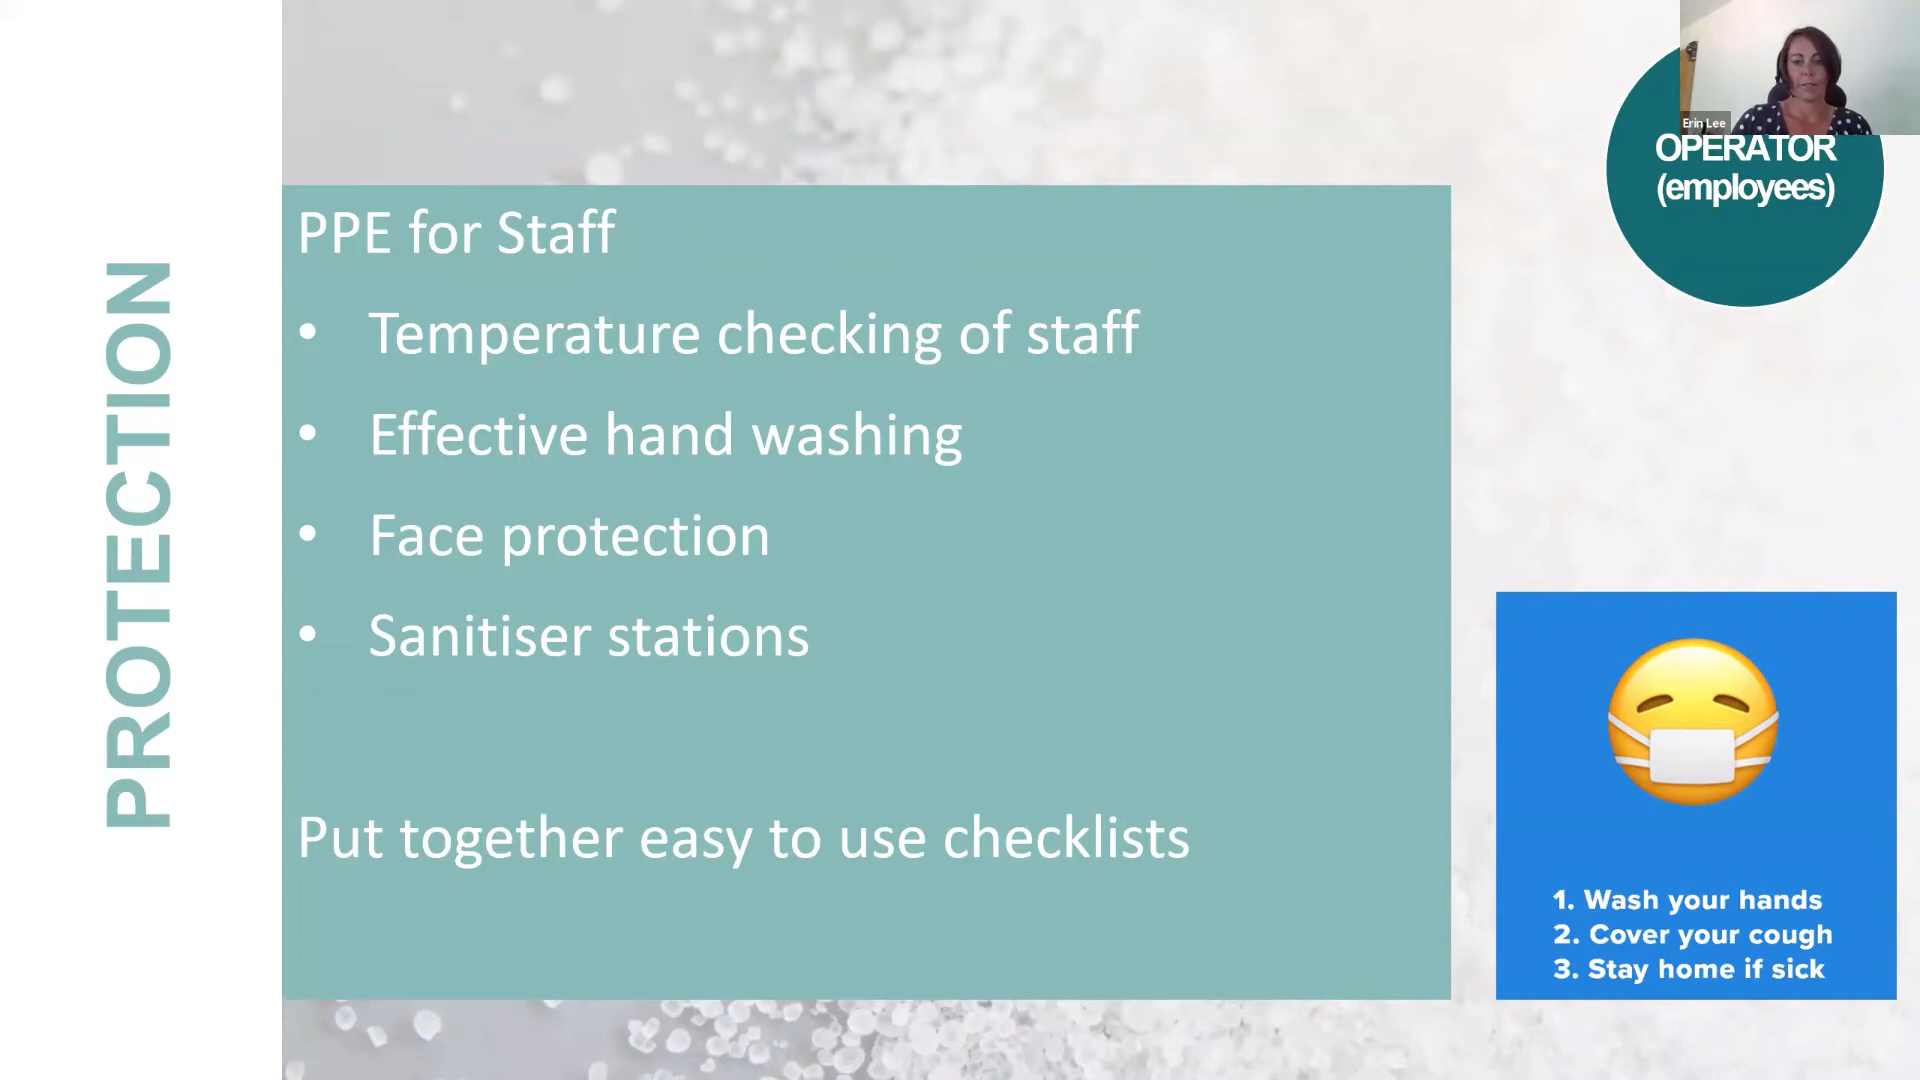 PROTECTION
PPE for Staff
• Temperature checking of staff
• Effective hand washing
• Face protection
• Sanitiser stations
Put together easy to use checklists
Erin Lee
OPERATOR
(employees)
1. Wash your hands
2. Cover your cough
3. Stay home if sick